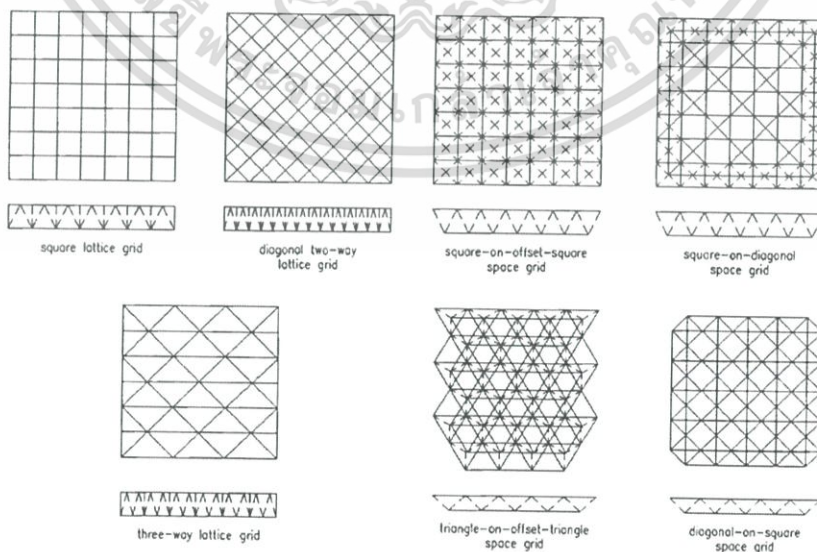 square lattice grid
diagonal two-way
lattice grid
square-on-offset-square
space grid
square-on-diagonal
space grid
three-way lattice grid
triangle-on-offset-triangle
space grid
diagonal-on-square
space grid